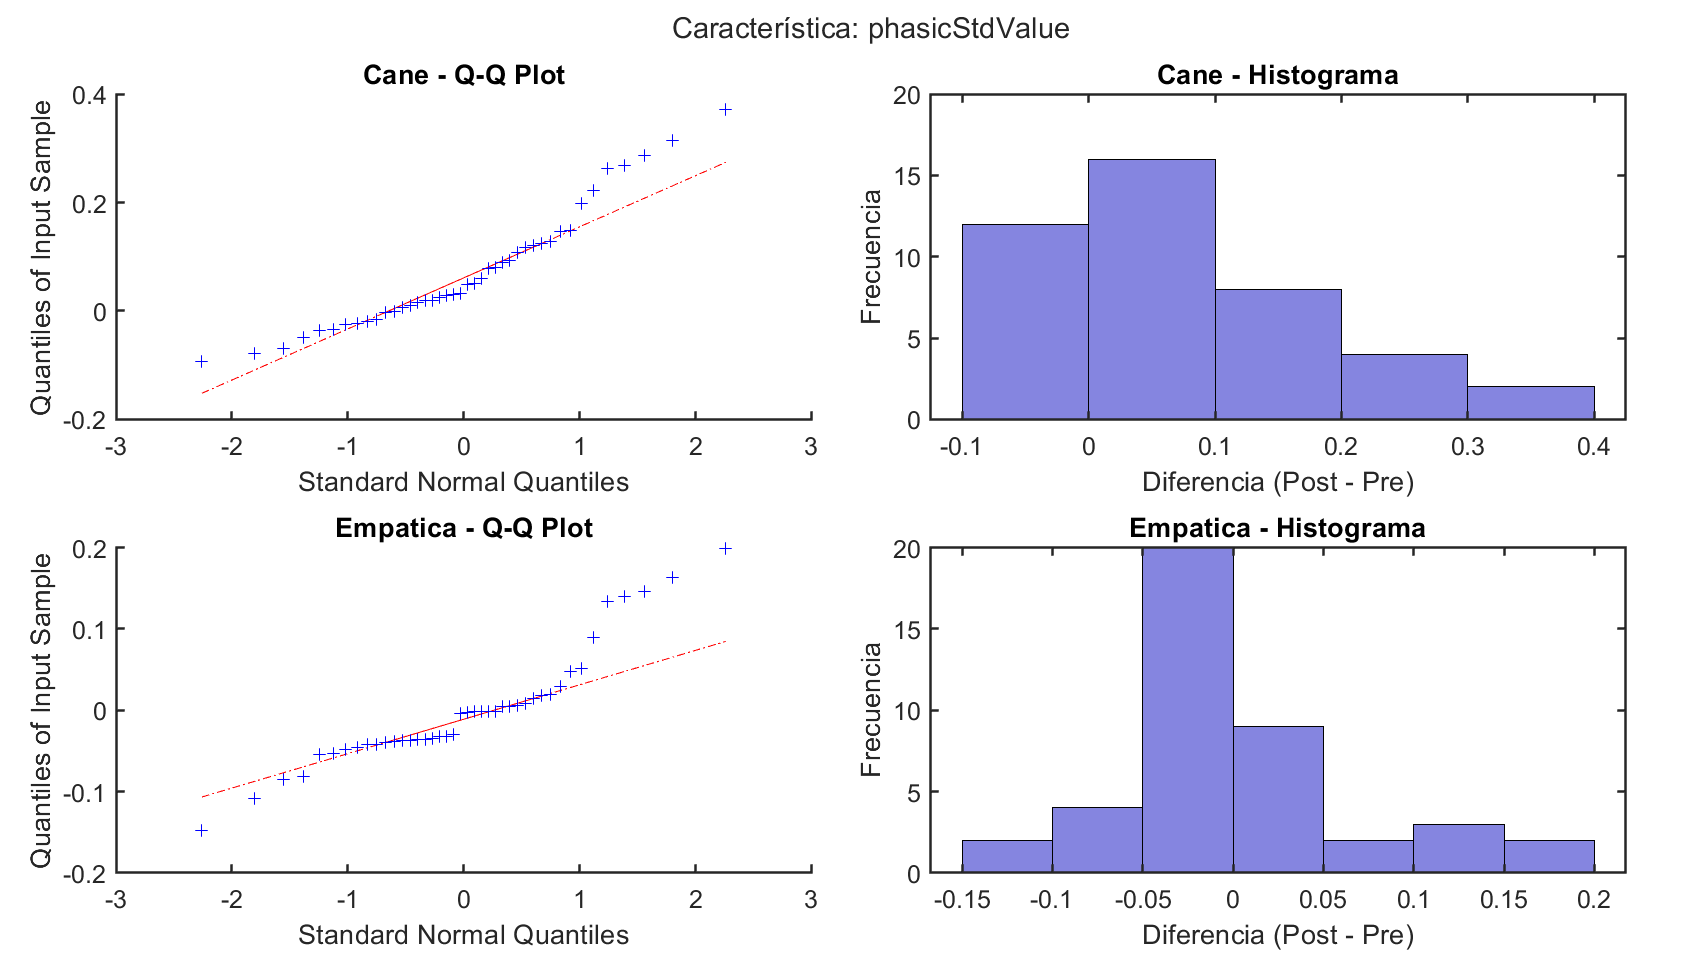 Característica: phasicStdValue
Cane - Q-Q Plot
Quantiles of Input Sample
0.4
0.2
0
-0.2
-3 -2 -1 0 1 2 3
Standard Normal Quantiles
Cane - Histograma
Frecuencia
20
15
10
5
0
-0.1 0 0.1 0.2 0.3 0.4
Diferencia (Post - Pre)
Empatica - Q-Q Plot
Quantiles of Input Sample
0.2
0.1
0
-0.1
-0.2
-3 -2 -1 0 1 2 3
Standard Normal Quantiles
Empatica - Histograma
Frecuencia
20
15
10
5
0
-0.15 -0.1 -0.05 0 0.05 0.1 0.15 0.2
Diferencia (Post - Pre)